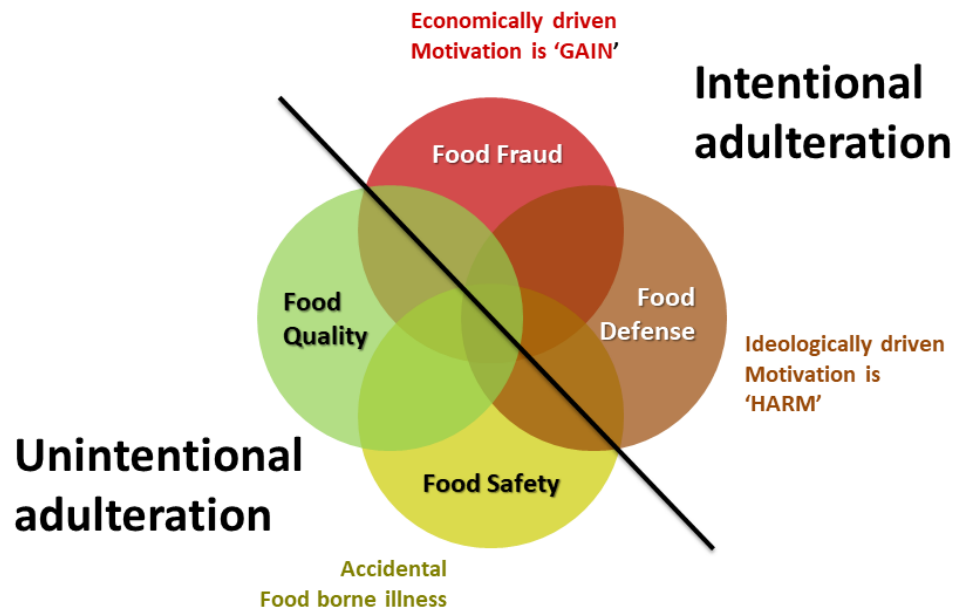 Economically driven
Motivation is ‘GAIN’
Intentional
adulteration
Food Fraud
Food
Quality
Food
Defense
Ideologically driven
Motivation is
‘HARM’
Unintentional
adulteration
Food Safety
Accidental
Food borne illness